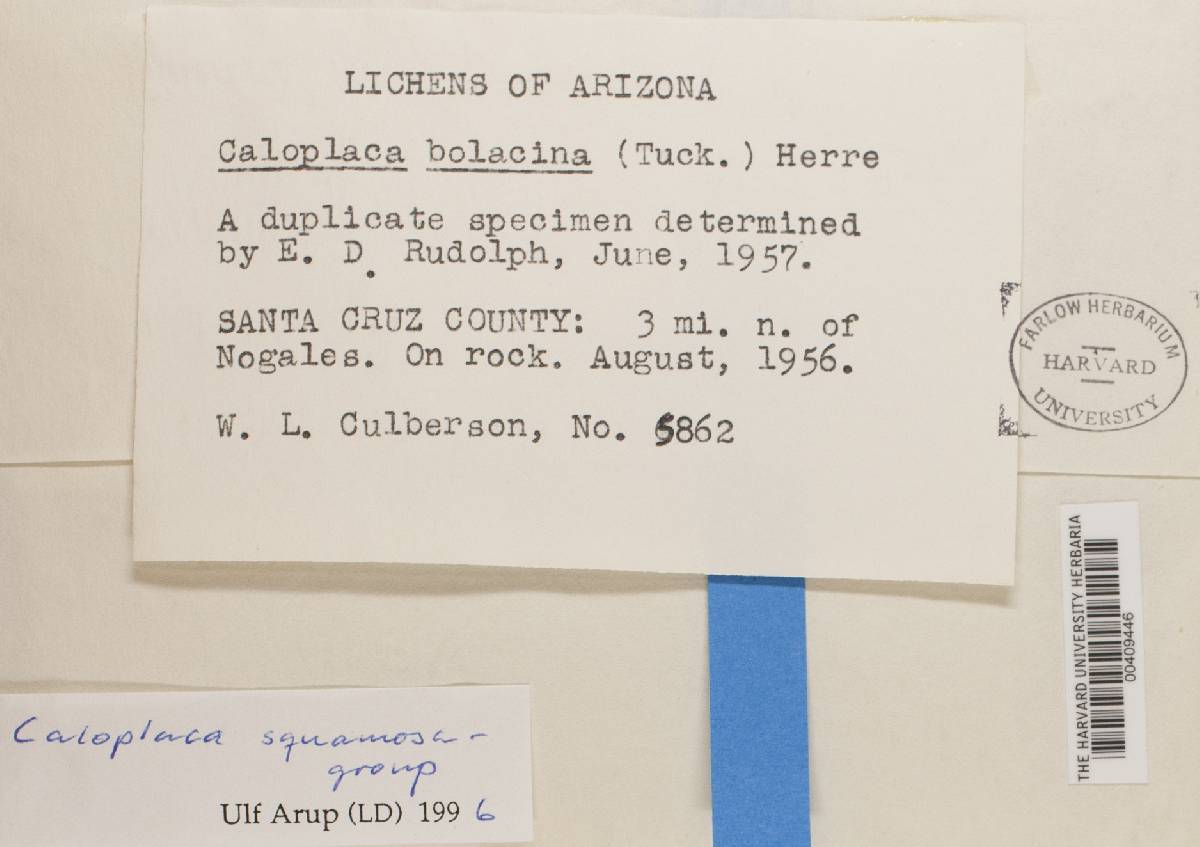 LICHENS OF ARIZONA
Caloplaca bolacina (Tuck.) Herre
A duplicate specimen determined
by E. D. Rudolph, June, 1957.
SANTA CRUZ COUNTY: 3 mi. n. of
Nogales. On rock. August, 1956.
W. L. Culberson, No. 5862
FARLOW HERBARIUM
HARVARD
UNIVERSITY
THE HARVARD UNIVERSITY HERBARIA
00409446
Caloplaca squamosa-
group
Ulf Arup (LD) 1996